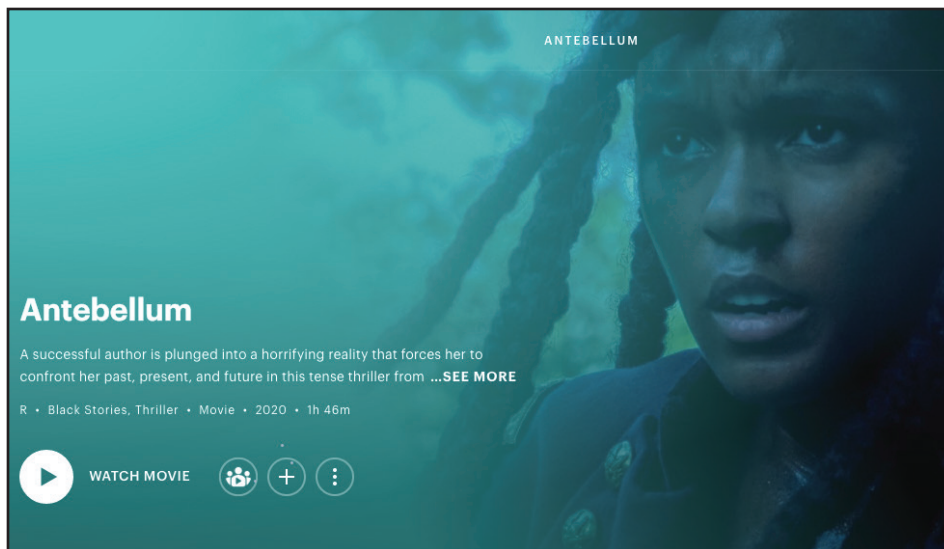 ANTEBELLUM
Antebellum
A successful author is plunged into a horrifying reality that forces her to
confront her past, present, and future in this tense thriller from ...SEE MORE
R • Black Stories, Thriller • Movie • 2020 • 1h 46m
WATCH MOVIE